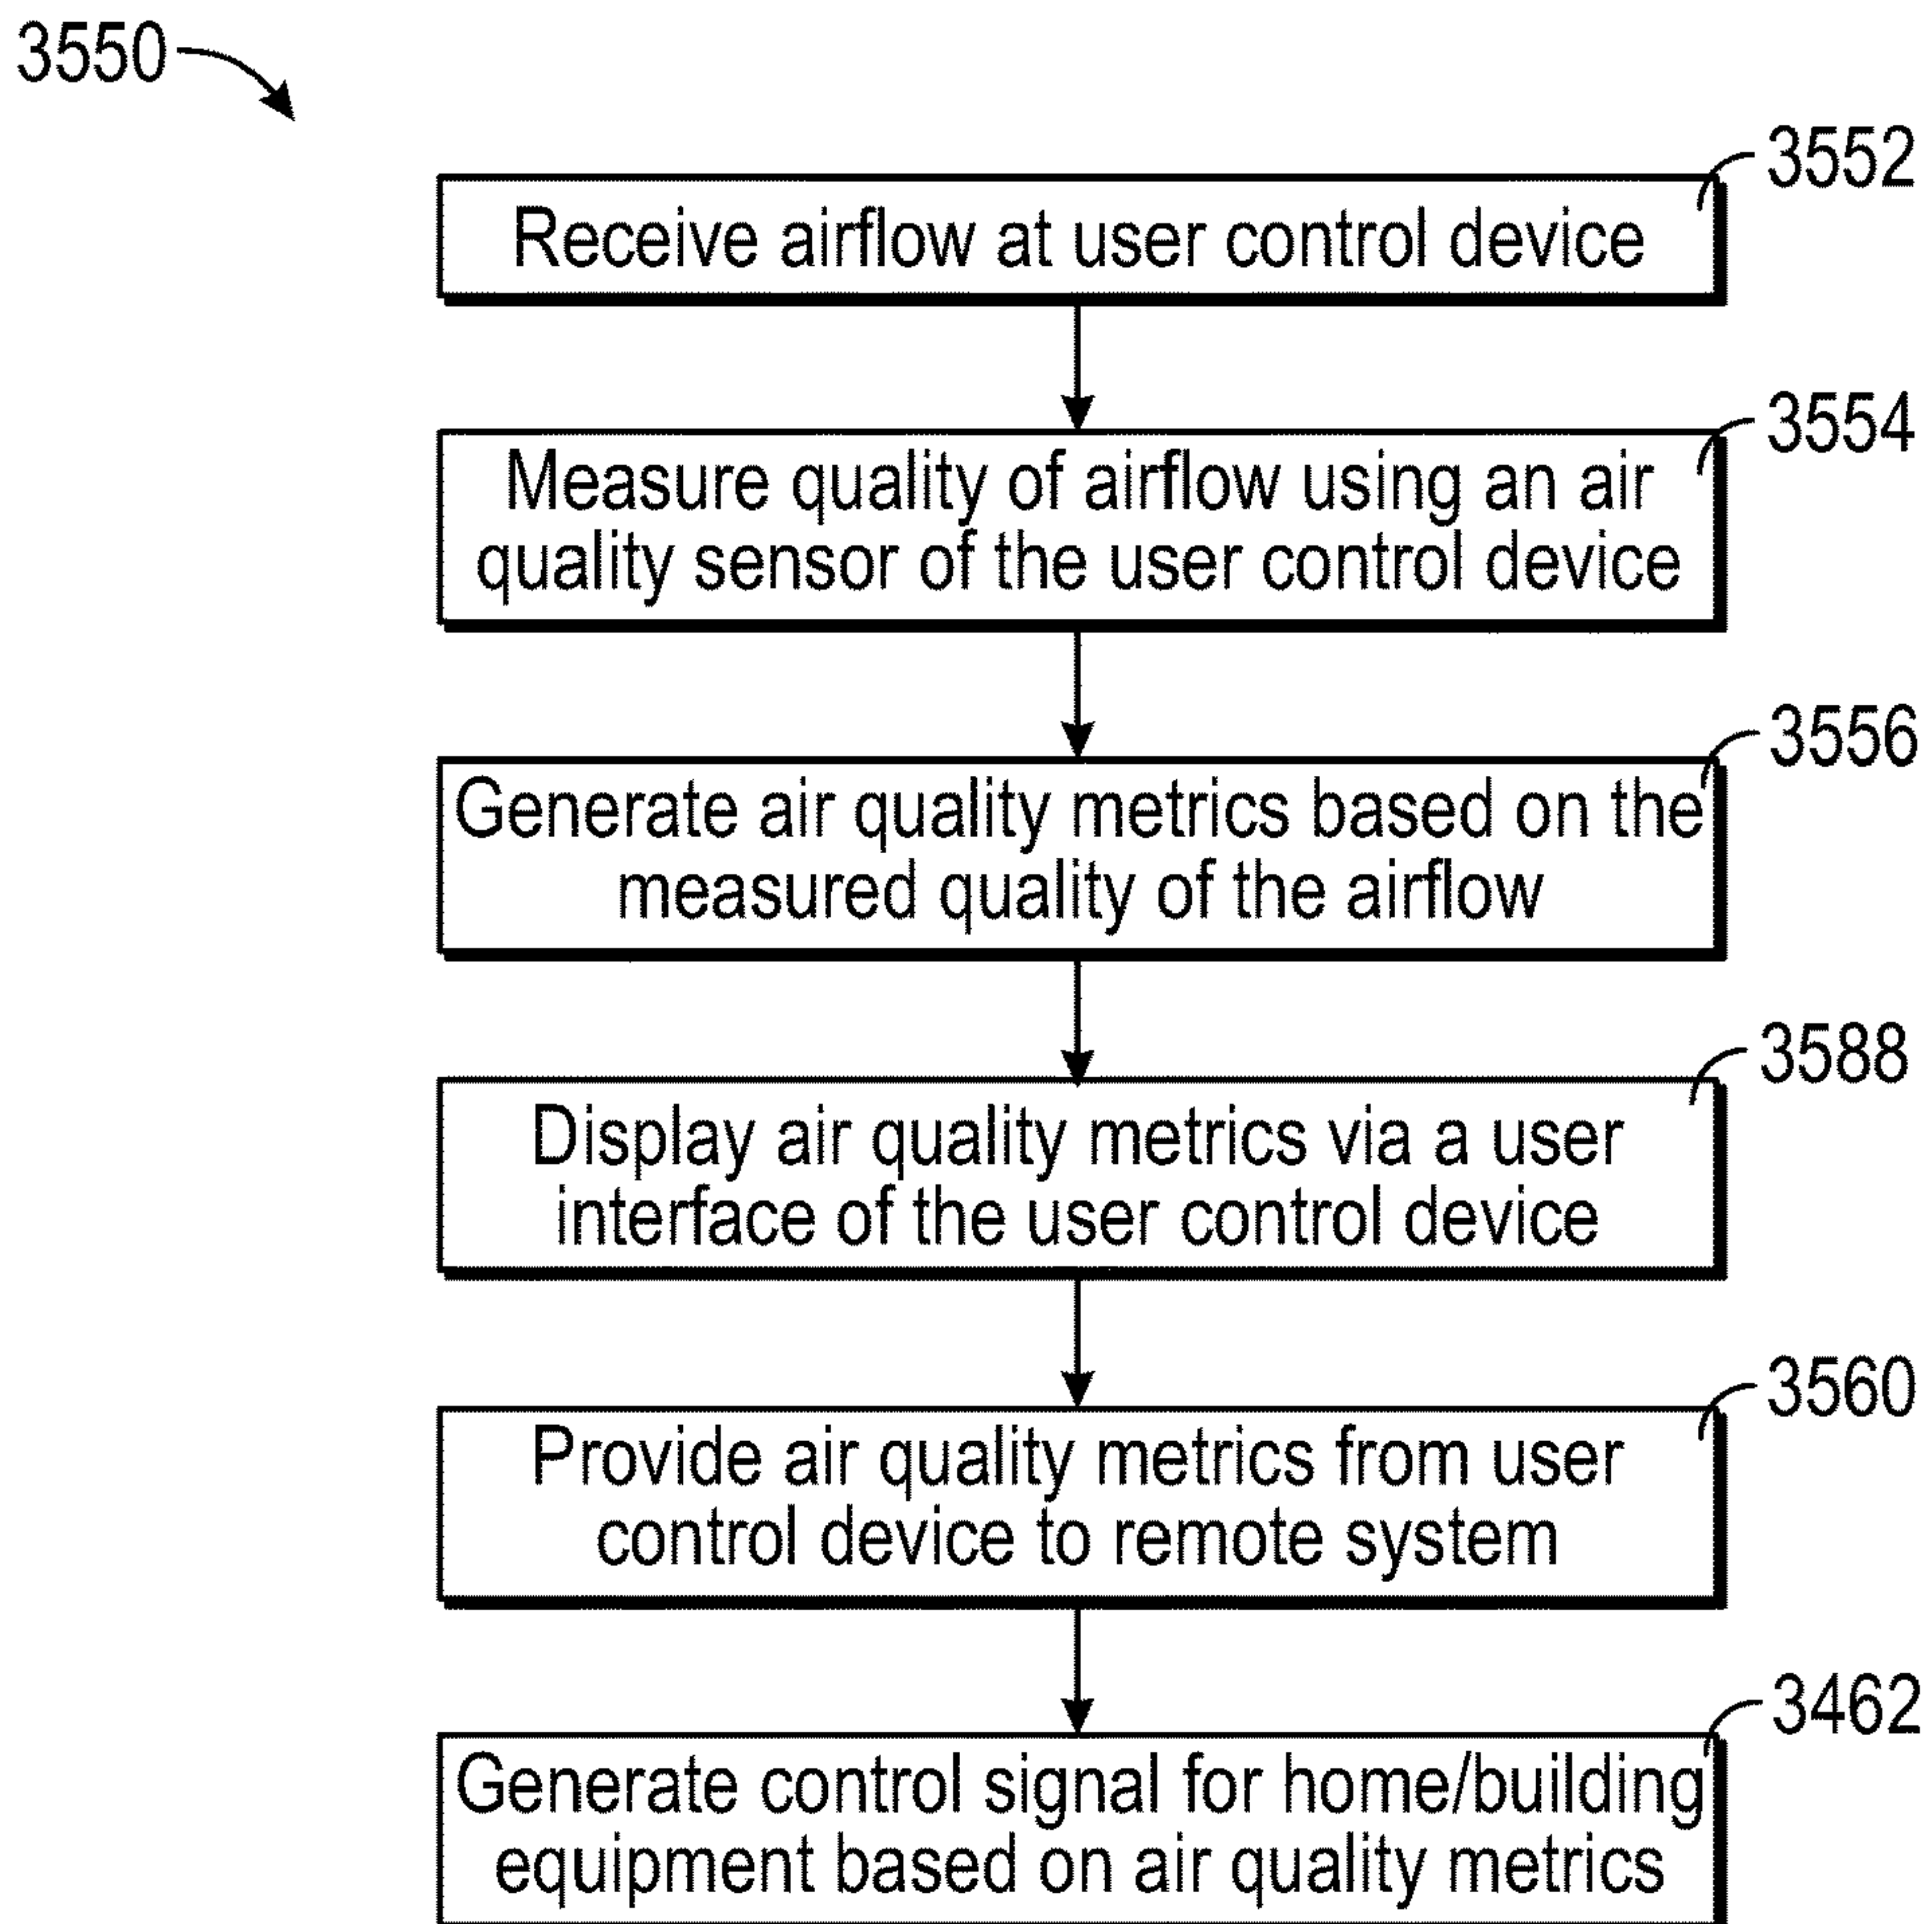 3550
3552
Receive airflow at user control device
3554
Measure quality of airflow using an air
quality sensor of the user control device
3556
Generate air quality metrics based on the
measured quality of the airflow
3588
Display air quality metrics via a user
interface of the user control device
3560
Provide air quality metrics from user
control device to remote system
3462
Generate control signal for home/building
equipment based on air quality metrics